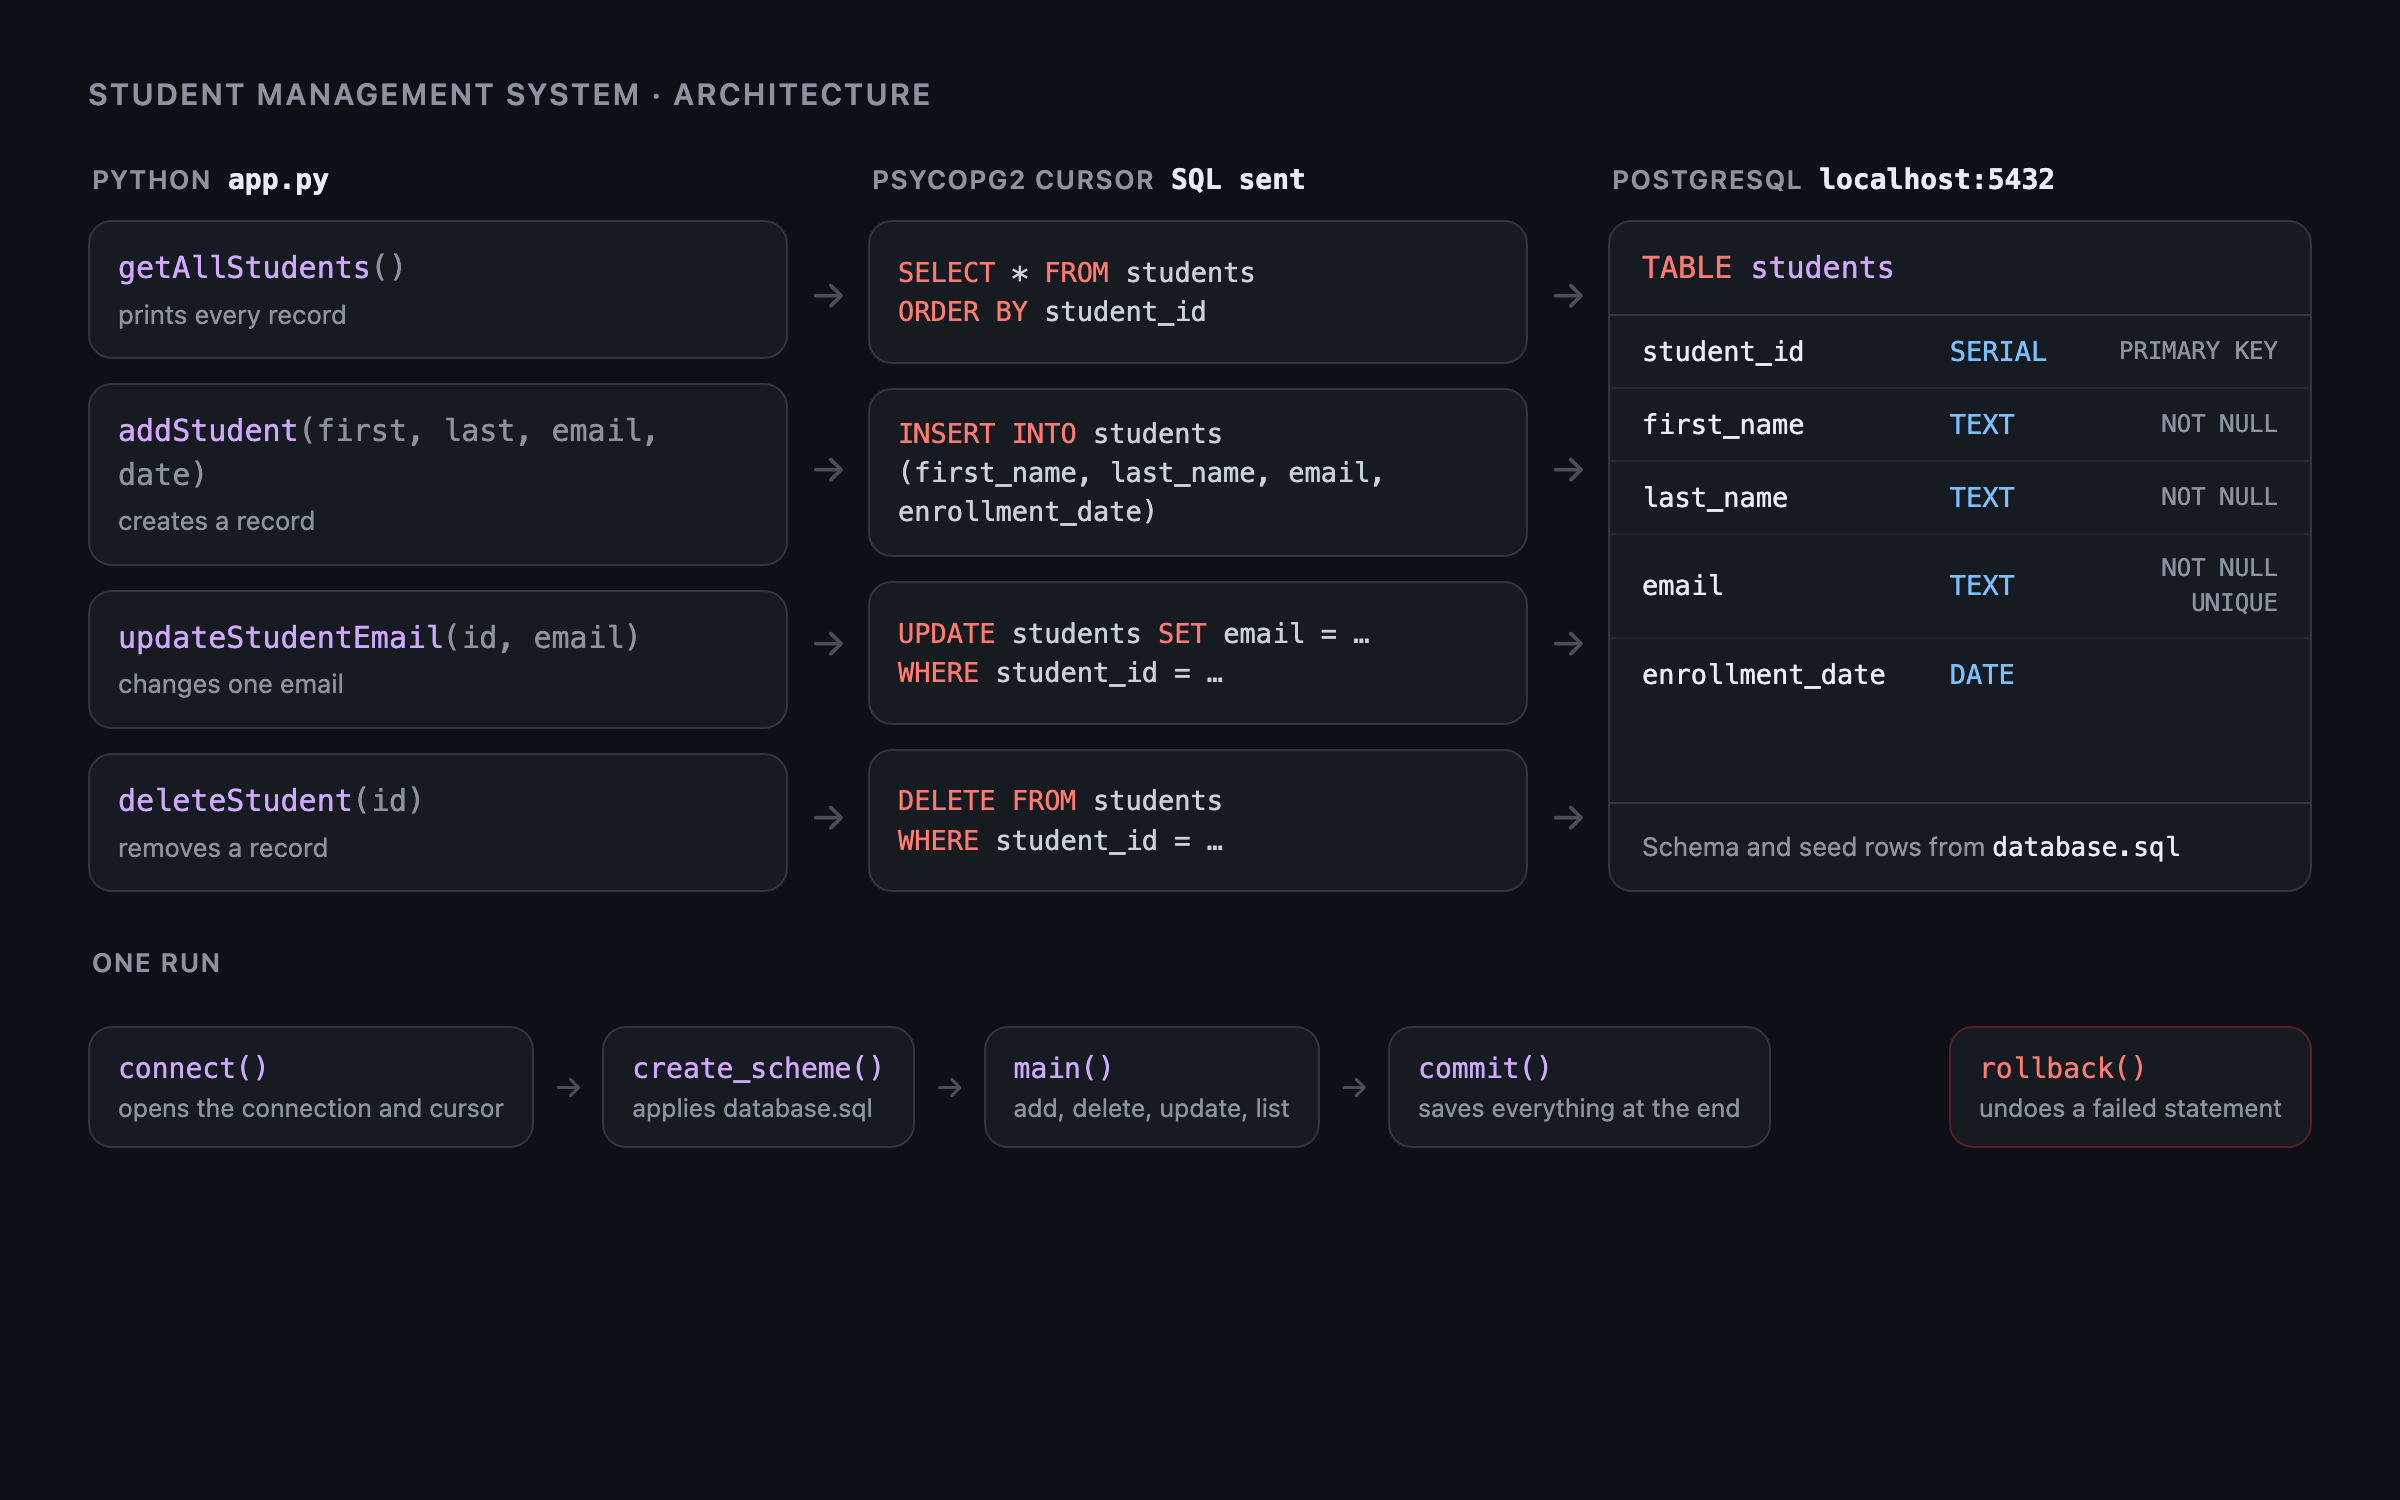 STUDENT MANAGEMENT SYSTEM · ARCHITECTURE
PYTHON app.py
getAllStudents()
prints every record
addStudent(first, last, email,
date)
creates a record
updateStudentEmail(id, email)
changes one email
deleteStudent(id)
removes a record
PSYCOPG2 CURSOR SQL sent
SELECT * FROM students
ORDER BY student_id
INSERT INTO students
(first_name, last_name, email,
enrollment_date)
UPDATE students SET email = …
WHERE student_id = …
DELETE FROM students
WHERE student_id = …
POSTGRESQL localhost:5432
TABLE students
student_id SERIAL PRIMARY KEY
first_name TEXT NOT NULL
last_name TEXT NOT NULL
email TEXT NOT NULL
UNIQUE
enrollment_date DATE
Schema and seed rows from database.sql
ONE RUN
connect()
opens the connection and cursor
create_scheme()
applies database.sql
main()
add, delete, update, list
commit()
saves everything at the end
rollback()
undoes a failed statement